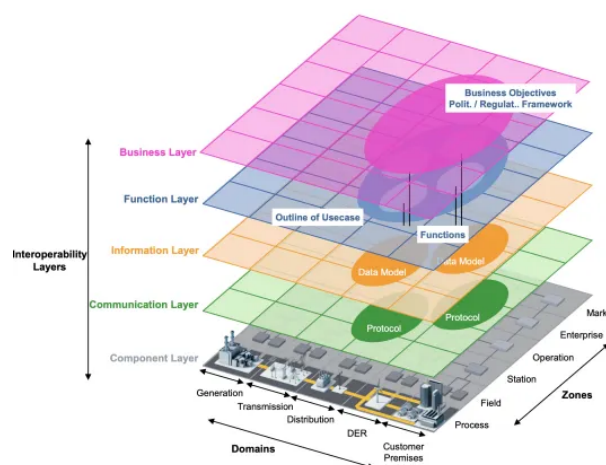 Business Objectives
Polit. / Regulat.. Framework
Business Layer
Function Layer
Outline of Usecase
Functions
Information Layer
Interoperability
Layers
Data Model
Data Model
Communication Layer
Protocol
Protocol
Component Layer
Mark
Enterprise
Operation
Station
Field
Process
Zones
Generation
Transmission
Distribution
DER
Customer
Premises
Domains